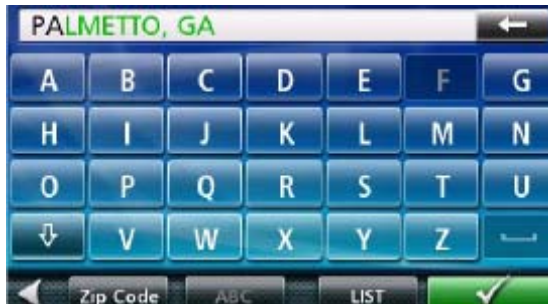 PALMETTO, GA
A B C D E F G
H I J K L M N
O P Q R S T U
V W X Y Z
Zip Code ABC LIST